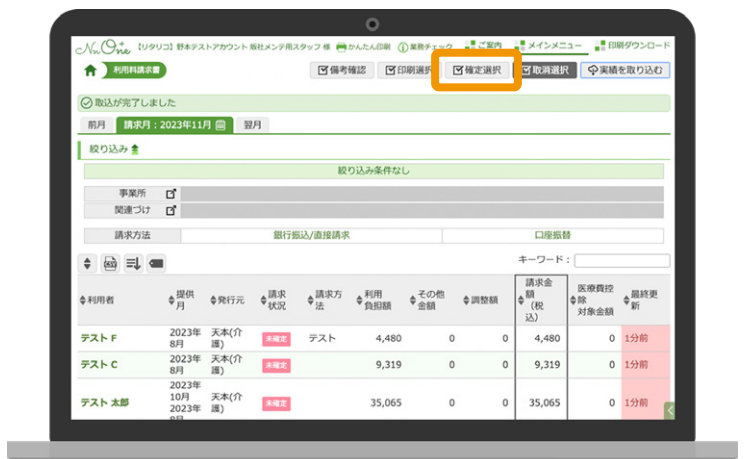 NnOne 【リタリコ】野本テストアカウント 販社メンテ用スタッフ 様 かんたん印刷 業務チェック ご案内 メインメニュー 印刷ダウンロード
利用料請求書 備考確認 印刷選択 確定選択 取消選択 実績を取り込む
取込が完了しました
前月 請求月：2023年11月 翌月
絞り込み
絞り込み条件なし
事業所
関連づけ
請求方法 銀行振込/直接請求 口座振替
キーワード：
利用者 提供月 発行元 請求状況 請求方法 利用負担額 その他金額 調整額 請求金額(税込) 医療費控除対象金額 最終更新
テスト F 2023年8月 天本(介護) 未確定 テスト 4,480 0 0 4,480 0 1分前
テスト C 2023年8月 天本(介護) 未確定 9,319 0 0 9,319 0 1分前
テスト 太郎 2023年10月 2023年8月 天本(介護) 未確定 35,065 0 0 35,065 0 1分前